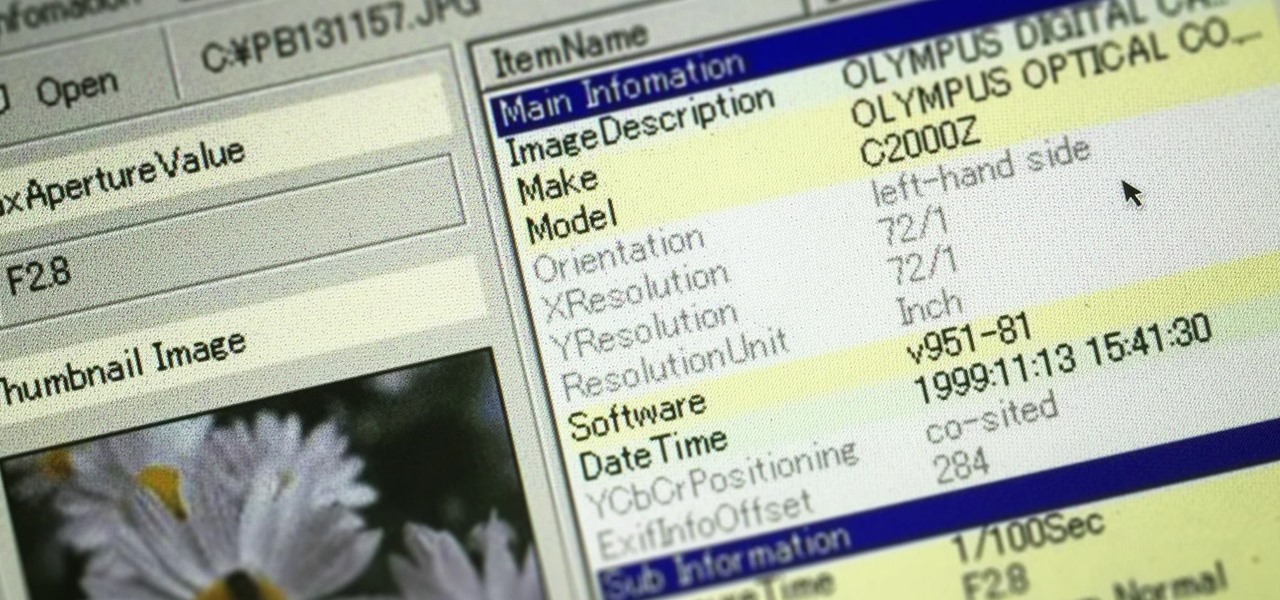 Open
C:¥PB131157.JPG
ApertureValue
F2.8
Thumbnail Image
ItemName
Main Infomation
ImageDescription OLYMPUS DIGITAL CA...
Make OLYMPUS OPTICAL CO...
Model C2000Z
Orientation left-hand side
XResolution 72/1
YResolution 72/1
ResolutionUnit Inch
Software v951-81
DateTime 1999:11:13 15:41:30
YCbCrPositioning co-sited
ExifInfoOffset 284
Sub Information
1/100Sec
F2.8
Normal